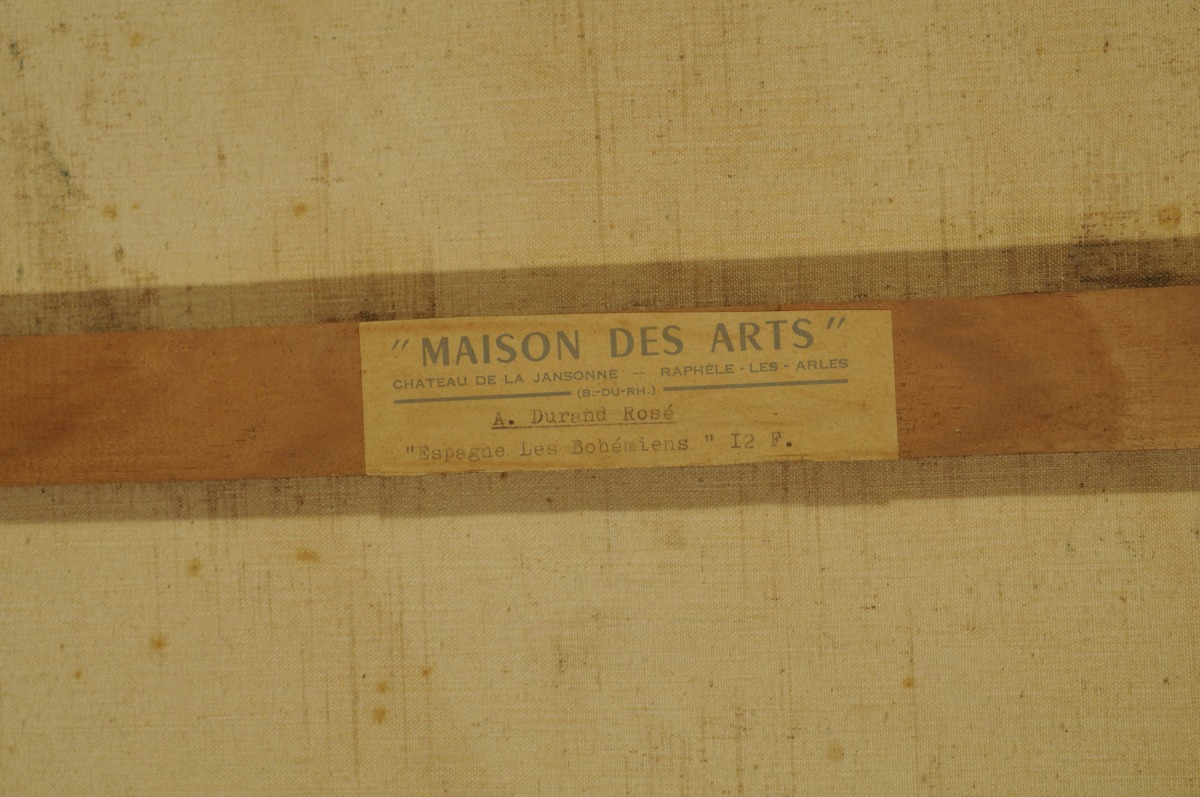 "MAISON DES ARTS"
CHATEAU DE LA JANSONNE — RAPHÈLE - LES - ARLES
(B.-DU-RH.)
A. Durand Rosé
"Espagne Les Bohémiens " I2 F.